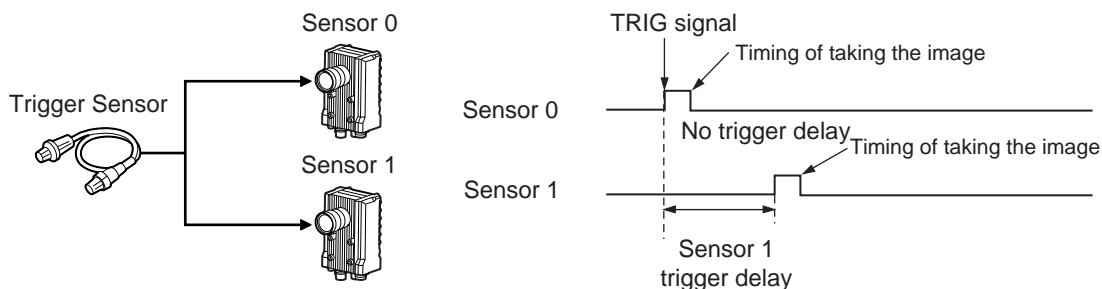 Sensor 0
Trigger Sensor
Sensor 1
TRIG signal
Timing of taking the image
Sensor 0
No trigger delay
Timing of taking the image
Sensor 1
Sensor 1
trigger delay